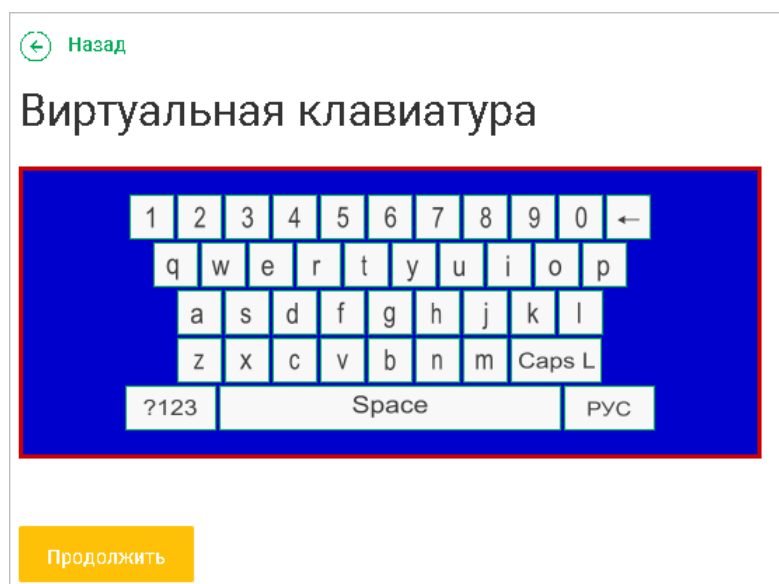 Назад
Виртуальная клавиатура
1 2 3 4 5 6 7 8 9 0 ←
q w e r t y u i o p
a s d f g h j k l
z x c v b n m Caps L
?123 Space РУС
Продолжить